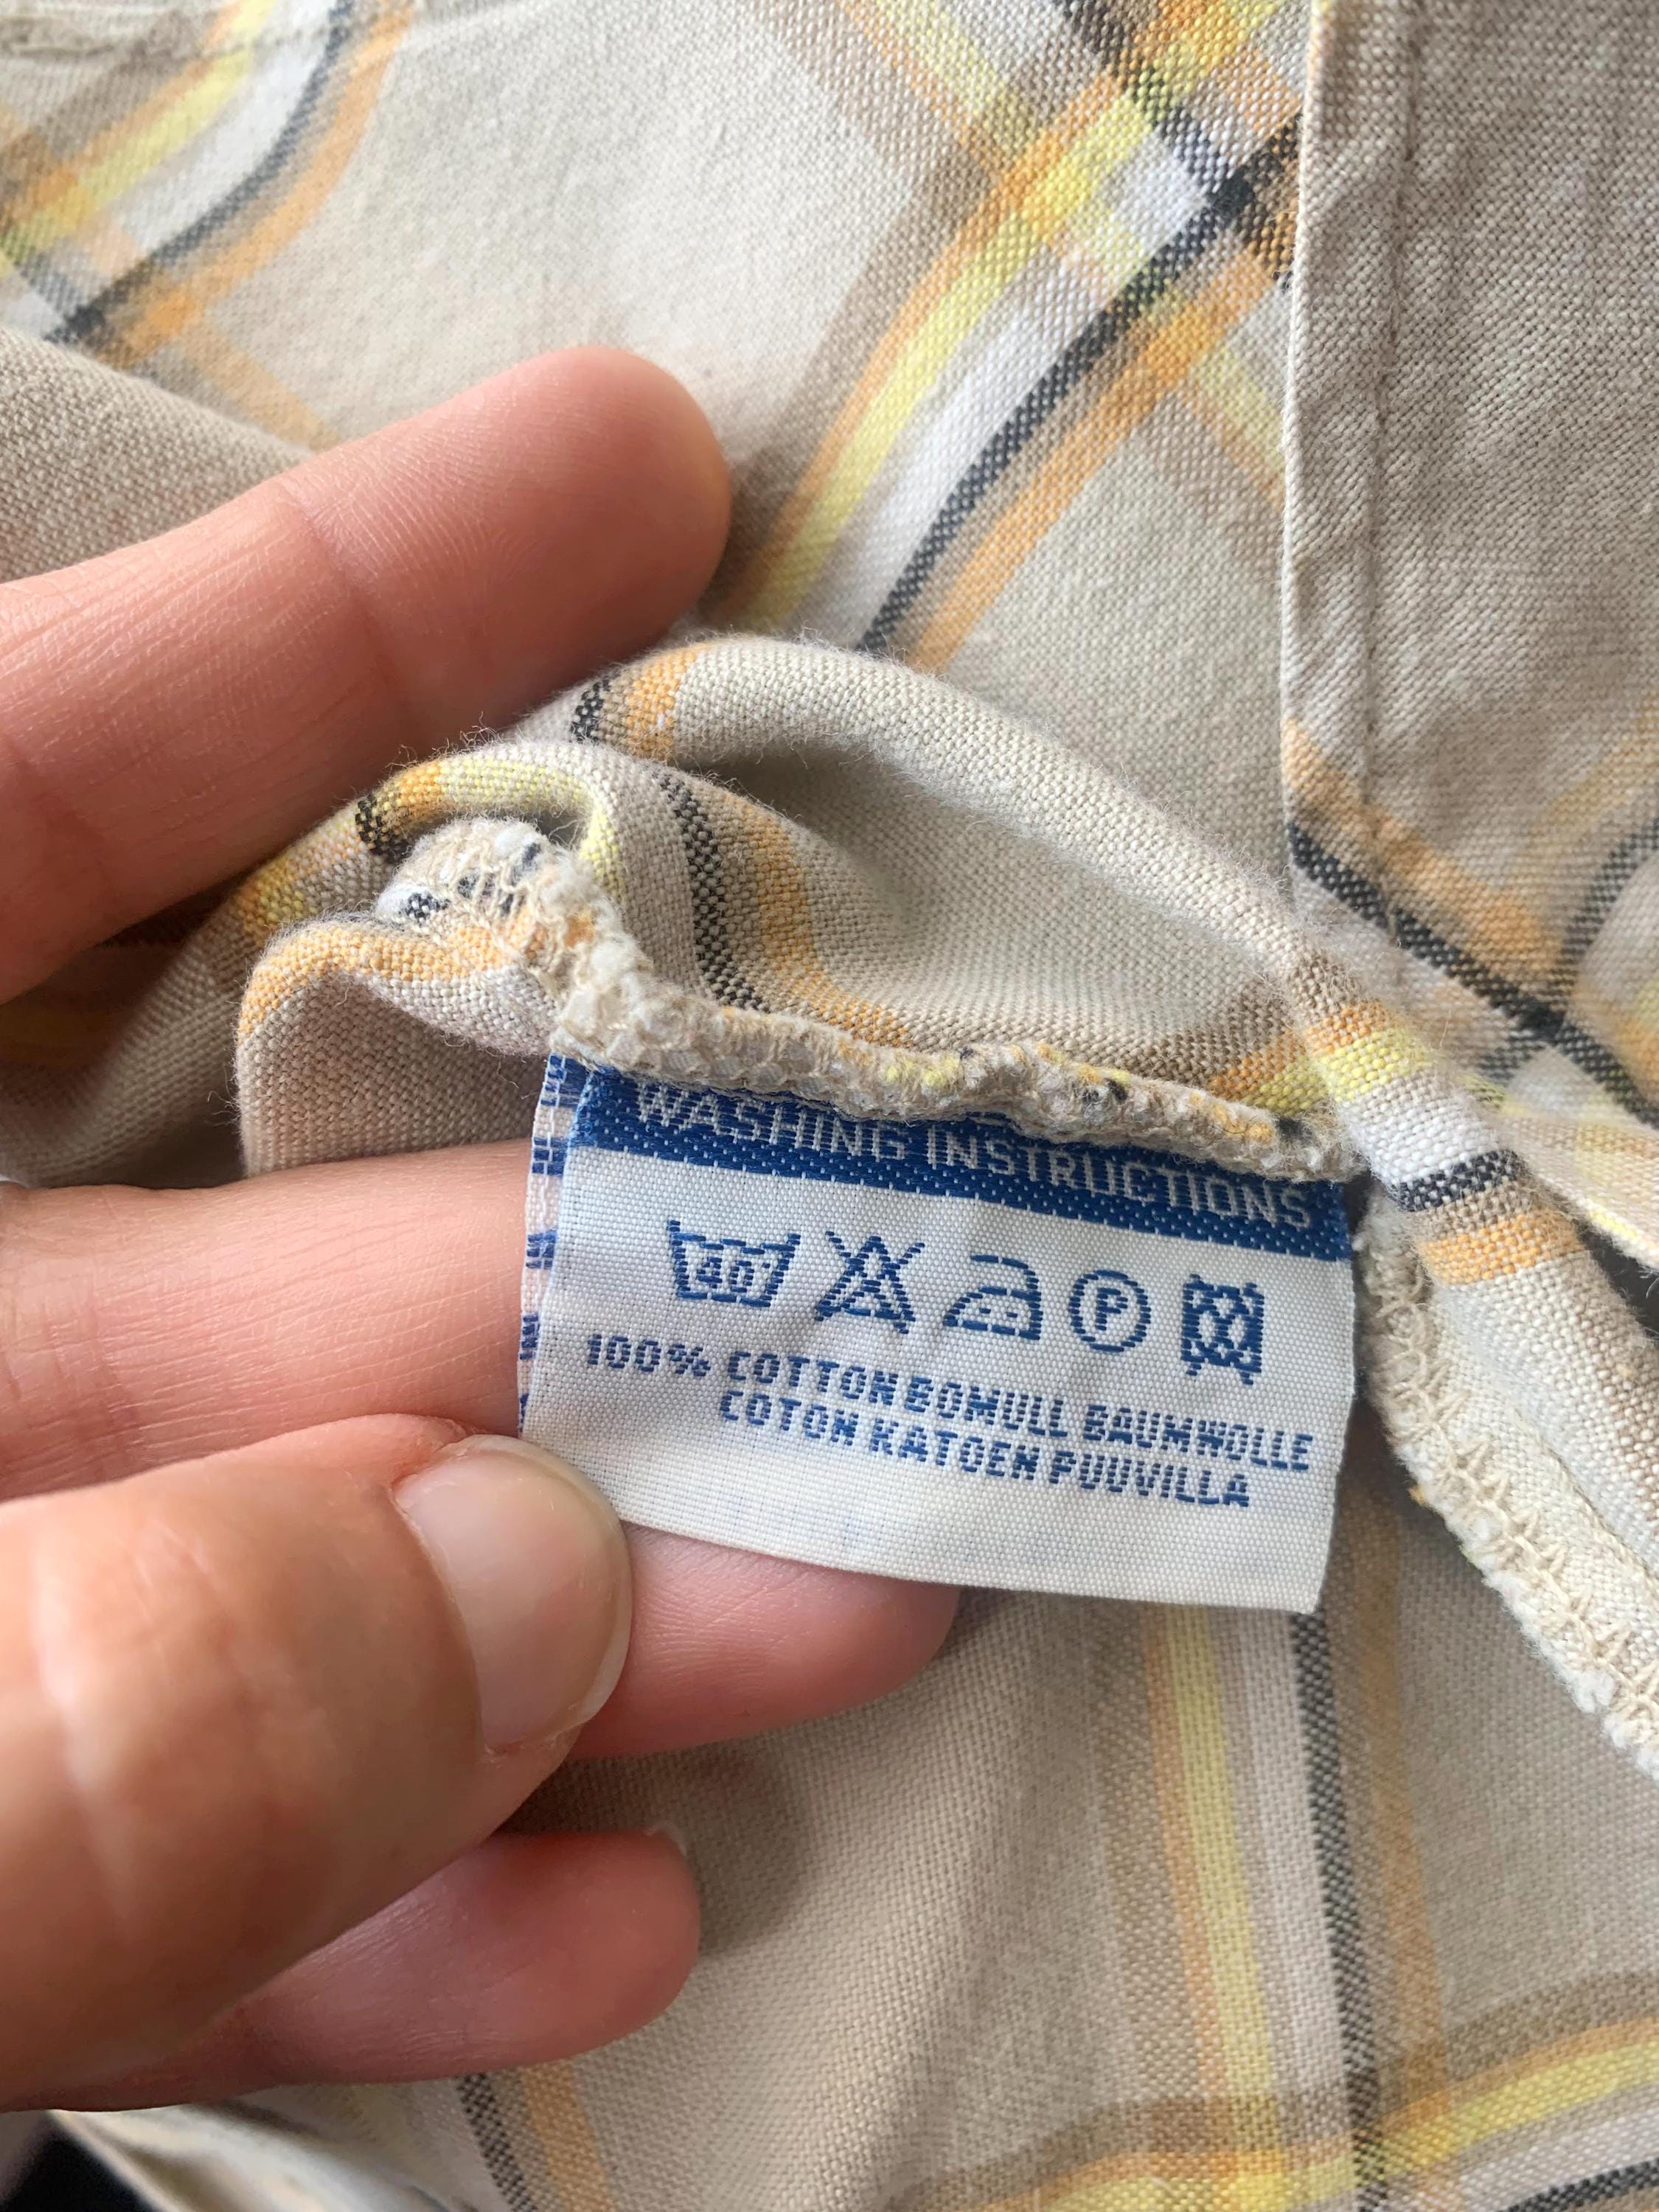 WASHING INSTRUCTIONS
40° P
100% COTTON BOMULL BAUMWOLLE
COTON KATOEN PUUVILLA